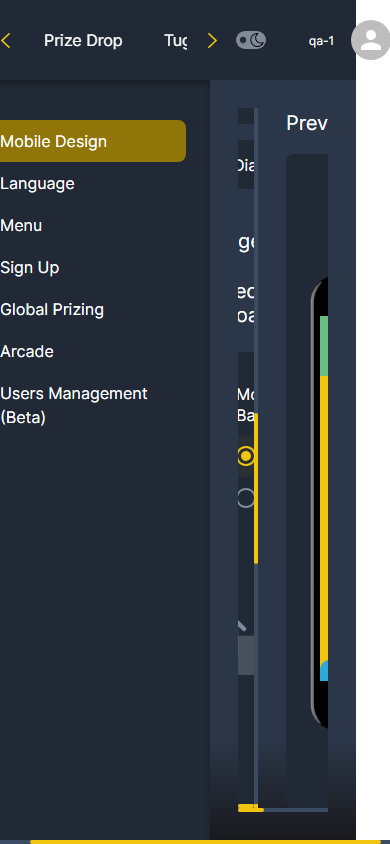 Prize Drop
Tug
qa-1
Mobile Design
Language
Menu
Sign Up
Global Prizing
Arcade
Users Management
(Beta)
Prev
Dia
ge
ec
oa
Mo
Ba